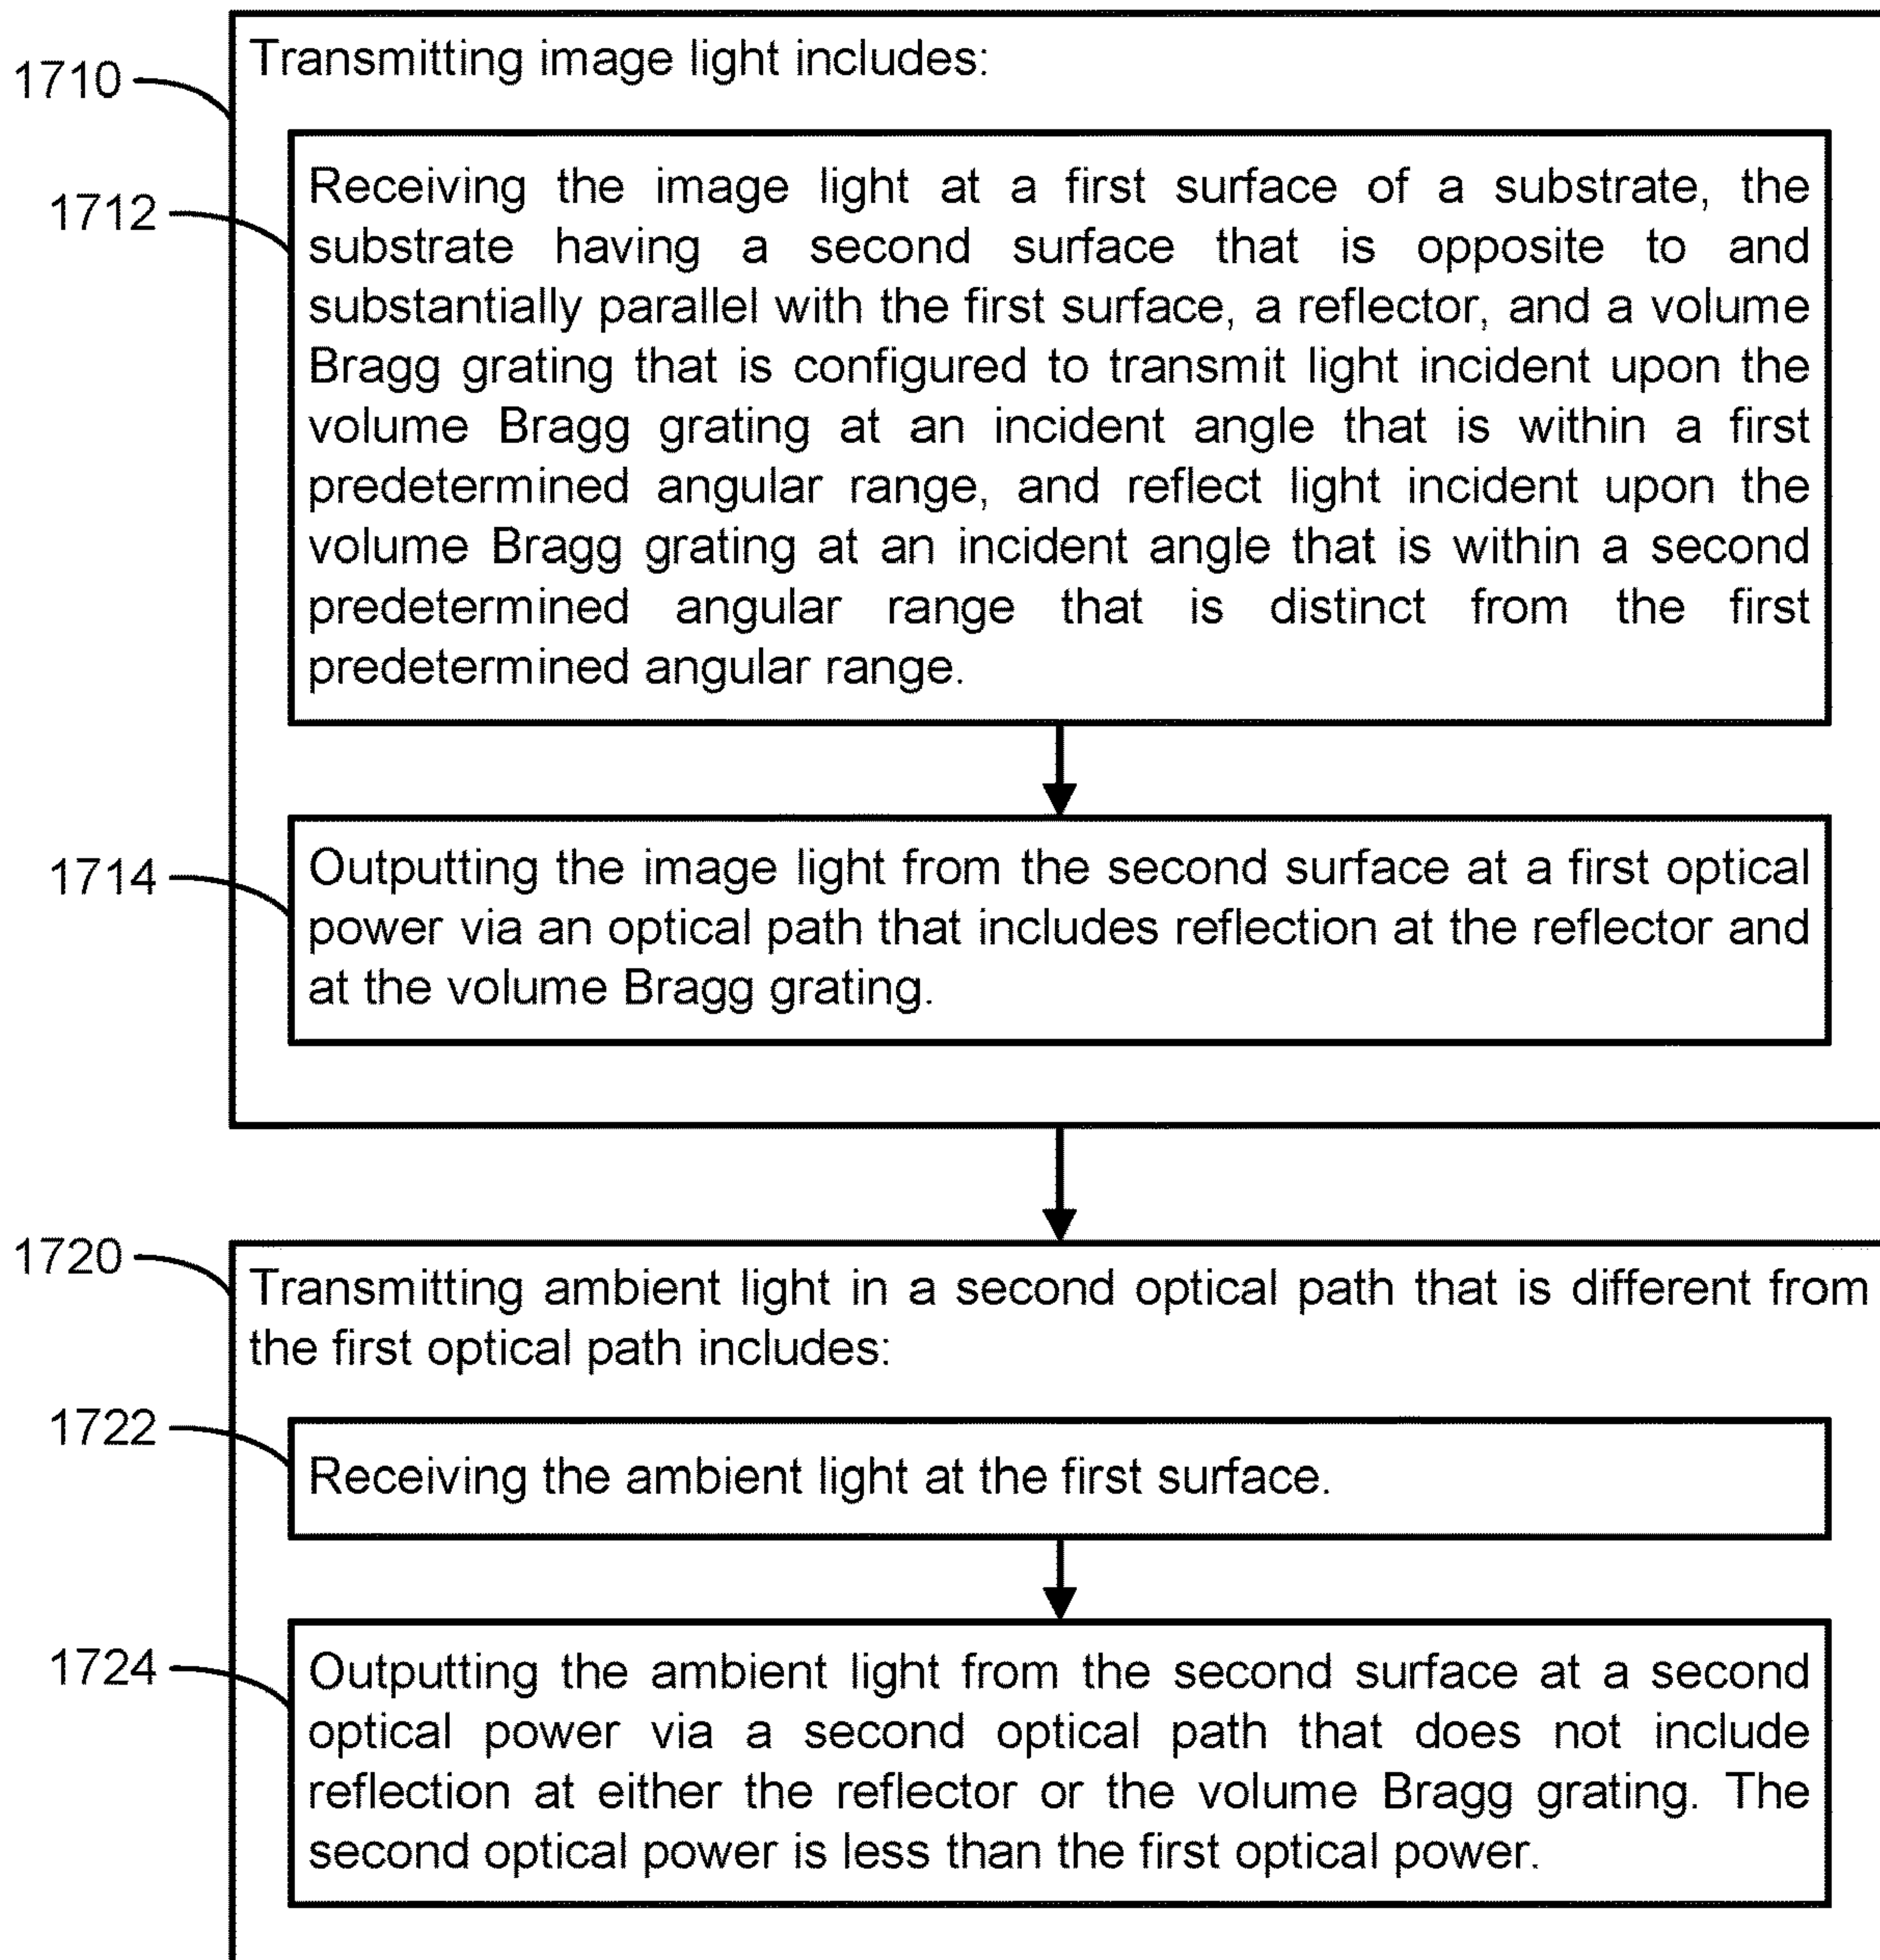 1710
Transmitting image light includes:
1712
Receiving the image light at a first surface of a substrate, the
substrate having a second surface that is opposite to and
substantially parallel with the first surface, a reflector, and a volume
Bragg grating that is configured to transmit light incident upon the
volume Bragg grating at an incident angle that is within a first
predetermined angular range, and reflect light incident upon the
volume Bragg grating at an incident angle that is within a second
predetermined angular range that is distinct from the first
predetermined angular range.
1714
Outputting the image light from the second surface at a first optical
power via an optical path that includes reflection at the reflector and
at the volume Bragg grating.
1720
Transmitting ambient light in a second optical path that is different from
the first optical path includes:
1722
Receiving the ambient light at the first surface.
1724
Outputting the ambient light from the second surface at a second
optical power via a second optical path that does not include
reflection at either the reflector or the volume Bragg grating. The
second optical power is less than the first optical power.